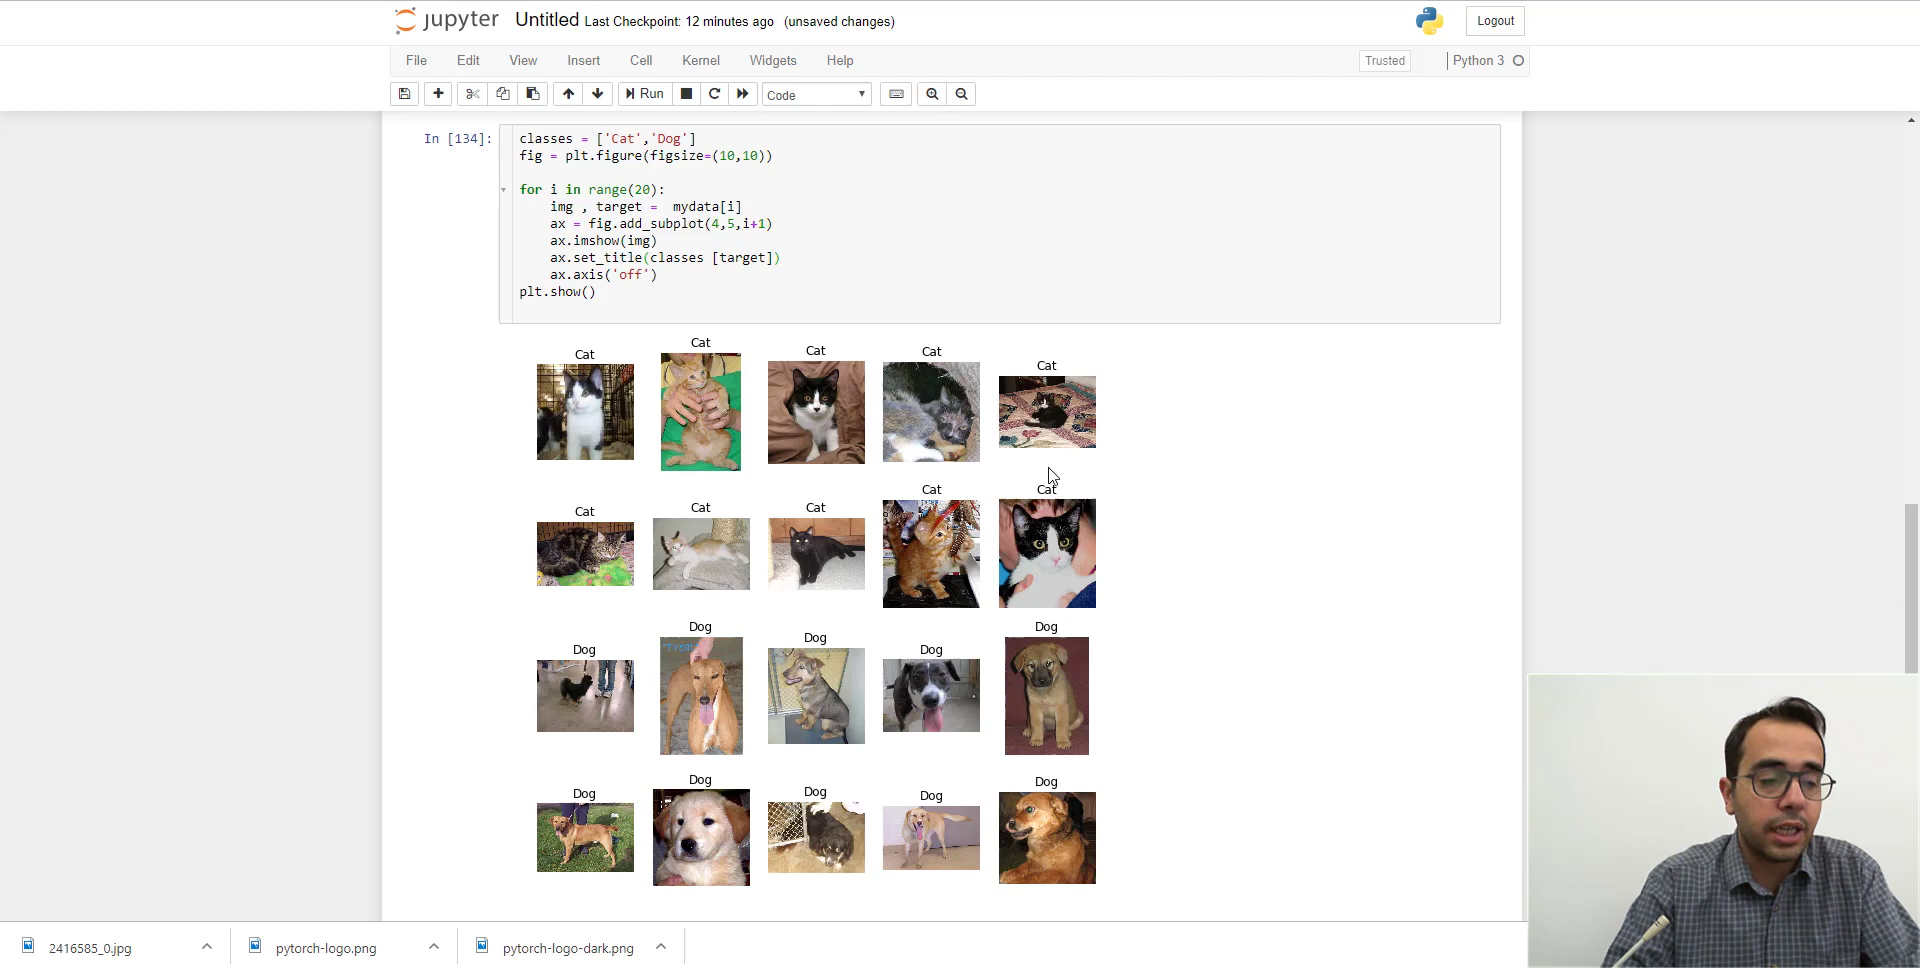 jupyter Untitled Last Checkpoint: 12 minutes ago (unsaved changes) Logout
File Edit View Insert Cell Kernel Widgets Help Trusted Python 3
Run Code
In [134]:
classes = ['Cat','Dog']
fig = plt.figure(figsize=(10,10))
for i in range(20):
img , target =  mydata[i]
ax = fig.add_subplot(4,5,i+1)
ax.imshow(img)
ax.set_title(classes [target])
ax.axis('off')
plt.show()
Cat Cat Cat Cat Cat
Cat Cat Cat Cat Cat
Dog Dog Dog Dog Dog
Dog Dog Dog Dog Dog
2416585_0.jpg pytorch-logo.png pytorch-logo-dark.png